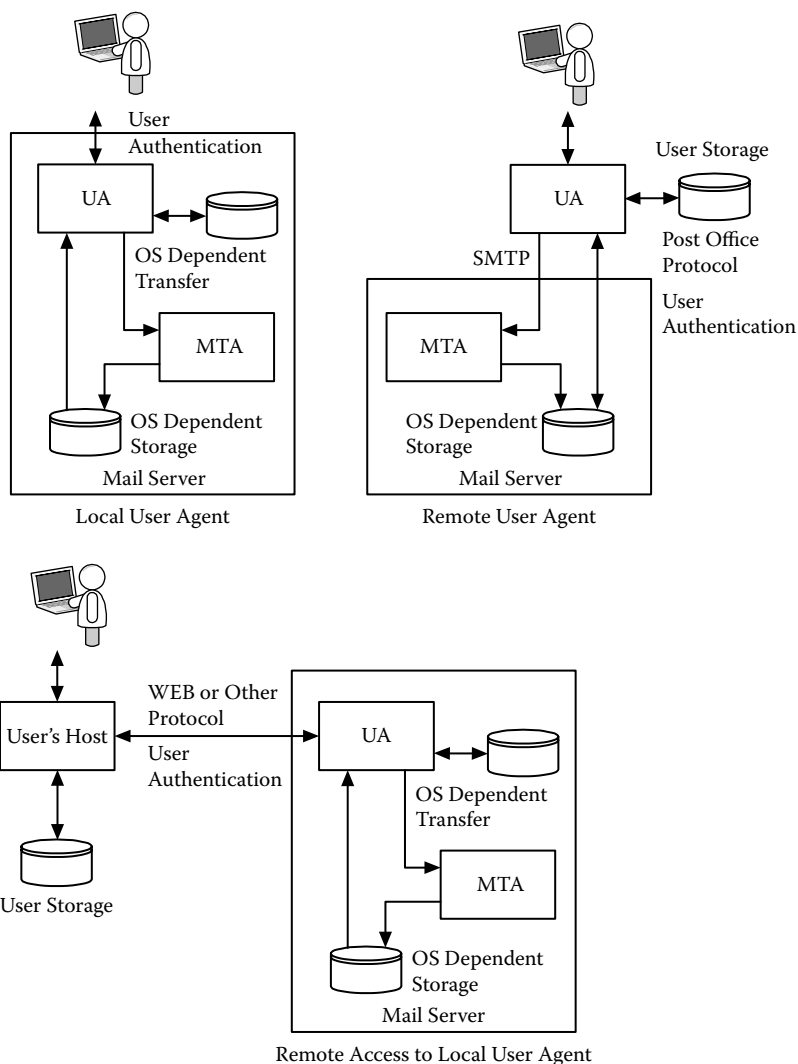 User
Authentication
UA
OS Dependent
Transfer
MTA
OS Dependent
Storage
Mail Server
Local User Agent
User Storage
UA
Post Office
Protocol
SMTP
User
Authentication
MTA
OS Dependent
Storage
Mail Server
Remote User Agent
WEB or Other
Protocol
User's Host
User
Authentication
UA
OS Dependent
Transfer
MTA
User Storage
OS Dependent
Storage
Mail Server
Remote Access to Local User Agent